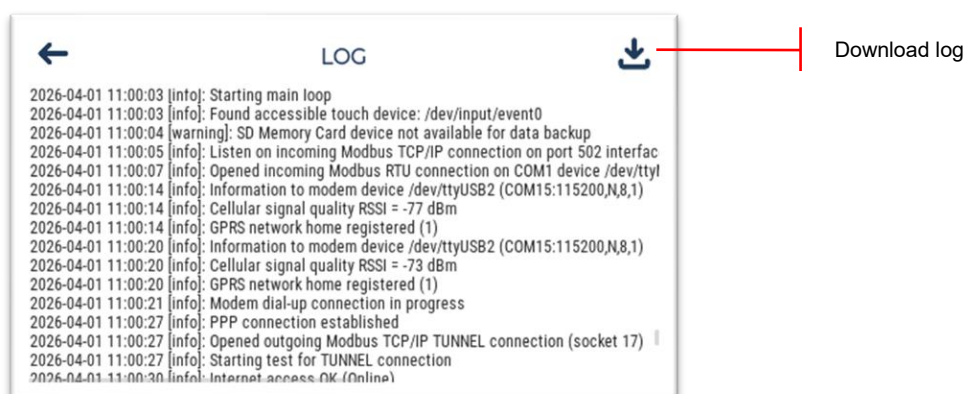 LOG
Download log
2026-04-01 11:00:03 [info]: Starting main loop
2026-04-01 11:00:03 [info]: Found accessible touch device: /dev/input/event0
2026-04-01 11:00:04 [warning]: SD Memory Card device not available for data backup
2026-04-01 11:00:05 [info]: Listen on incoming Modbus TCP/IP connection on port 502 interfac
2026-04-01 11:00:07 [info]: Opened incoming Modbus RTU connection on COM1 device /dev/tty
2026-04-01 11:00:14 [info]: Information to modem device /dev/ttyUSB2 (COM15:115200,N,8,1)
2026-04-01 11:00:14 [info]: Cellular signal quality RSSI = -77 dBm
2026-04-01 11:00:14 [info]: GPRS network home registered (1)
2026-04-01 11:00:20 [info]: Information to modem device /dev/ttyUSB2 (COM15:115200,N,8,1)
2026-04-01 11:00:20 [info]: Cellular signal quality RSSI = -73 dBm
2026-04-01 11:00:20 [info]: GPRS network home registered (1)
2026-04-01 11:00:21 [info]: Modem dial-up connection in progress
2026-04-01 11:00:27 [info]: PPP connection established
2026-04-01 11:00:27 [info]: Opened outgoing Modbus TCP/IP TUNNEL connection (socket 17)
2026-04-01 11:00:27 [info]: Starting test for TUNNEL connection
2026-04-01 11:00:30 [info]: Internet access OK (Online)